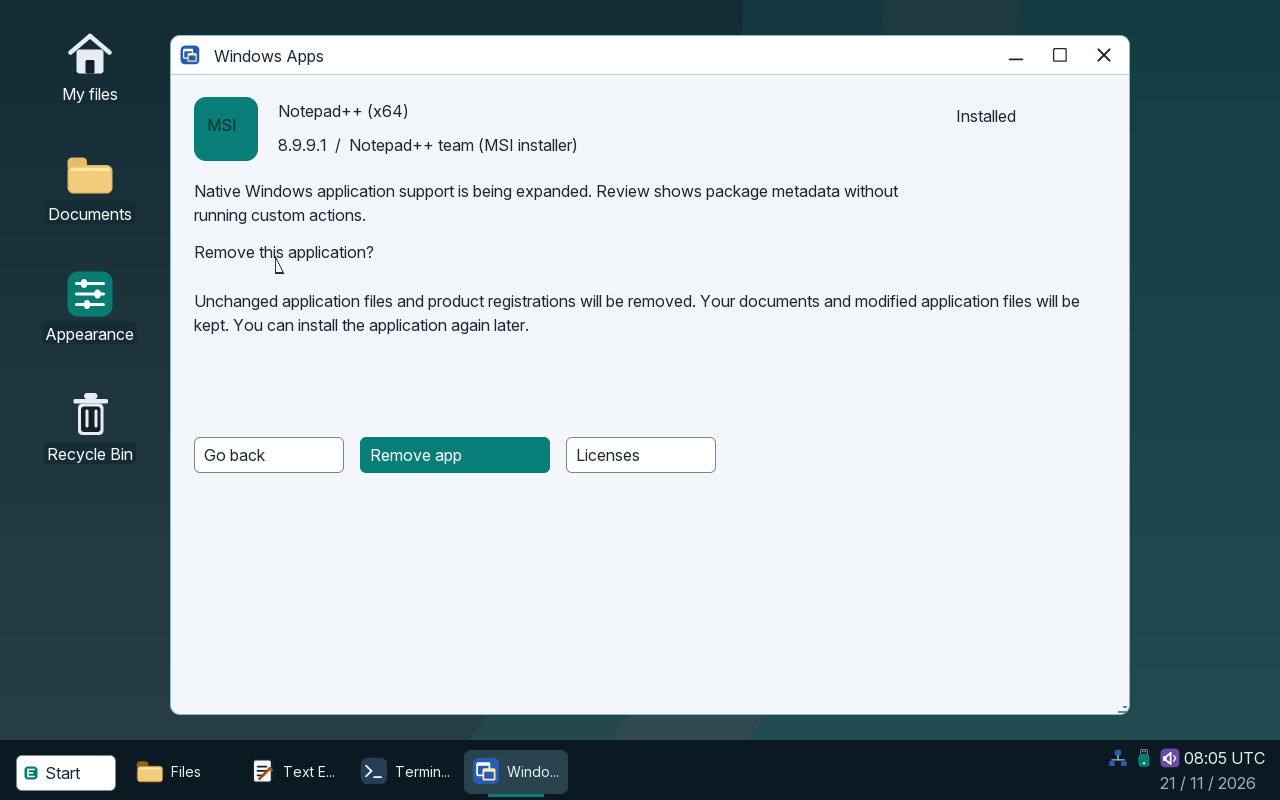 My files
Documents
Appearance
Recycle Bin
Windows Apps
MSI
Notepad++ (x64)
8.9.9.1 / Notepad++ team (MSI installer)
Installed
Native Windows application support is being expanded. Review shows package metadata without
running custom actions.
Remove this application?
Unchanged application files and product registrations will be removed. Your documents and modified application files will be
kept. You can install the application again later.
Go back
Remove app
Licenses
Start
Files
Text E...
Termin...
Windo...
08:05 UTC
21 / 11 / 2026